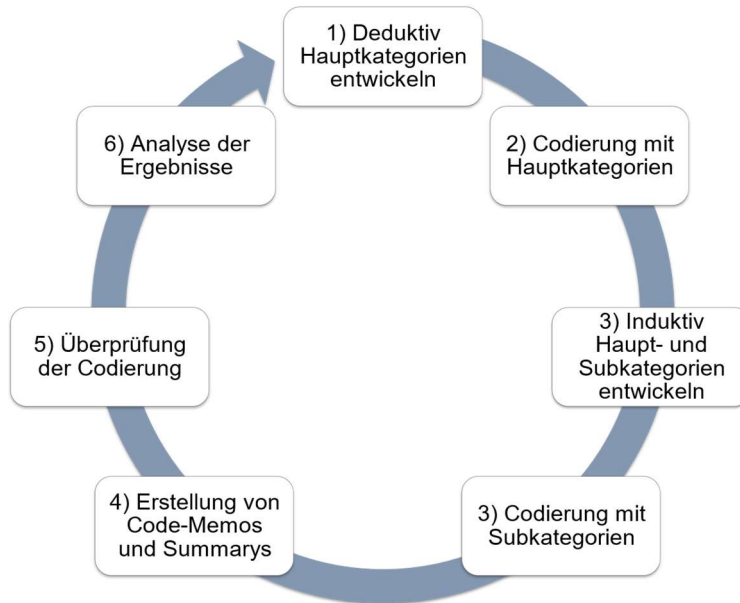 1) Deduktiv
Hauptkategorien
entwickeln
2) Codierung mit
Hauptkategorien
3) Induktiv
Haupt- und
Subkategorien
entwickeln
3) Codierung mit
Subkategorien
4) Erstellung von
Code-Memos
und Summarys
5) Überprüfung
der Codierung
6) Analyse der
Ergebnisse